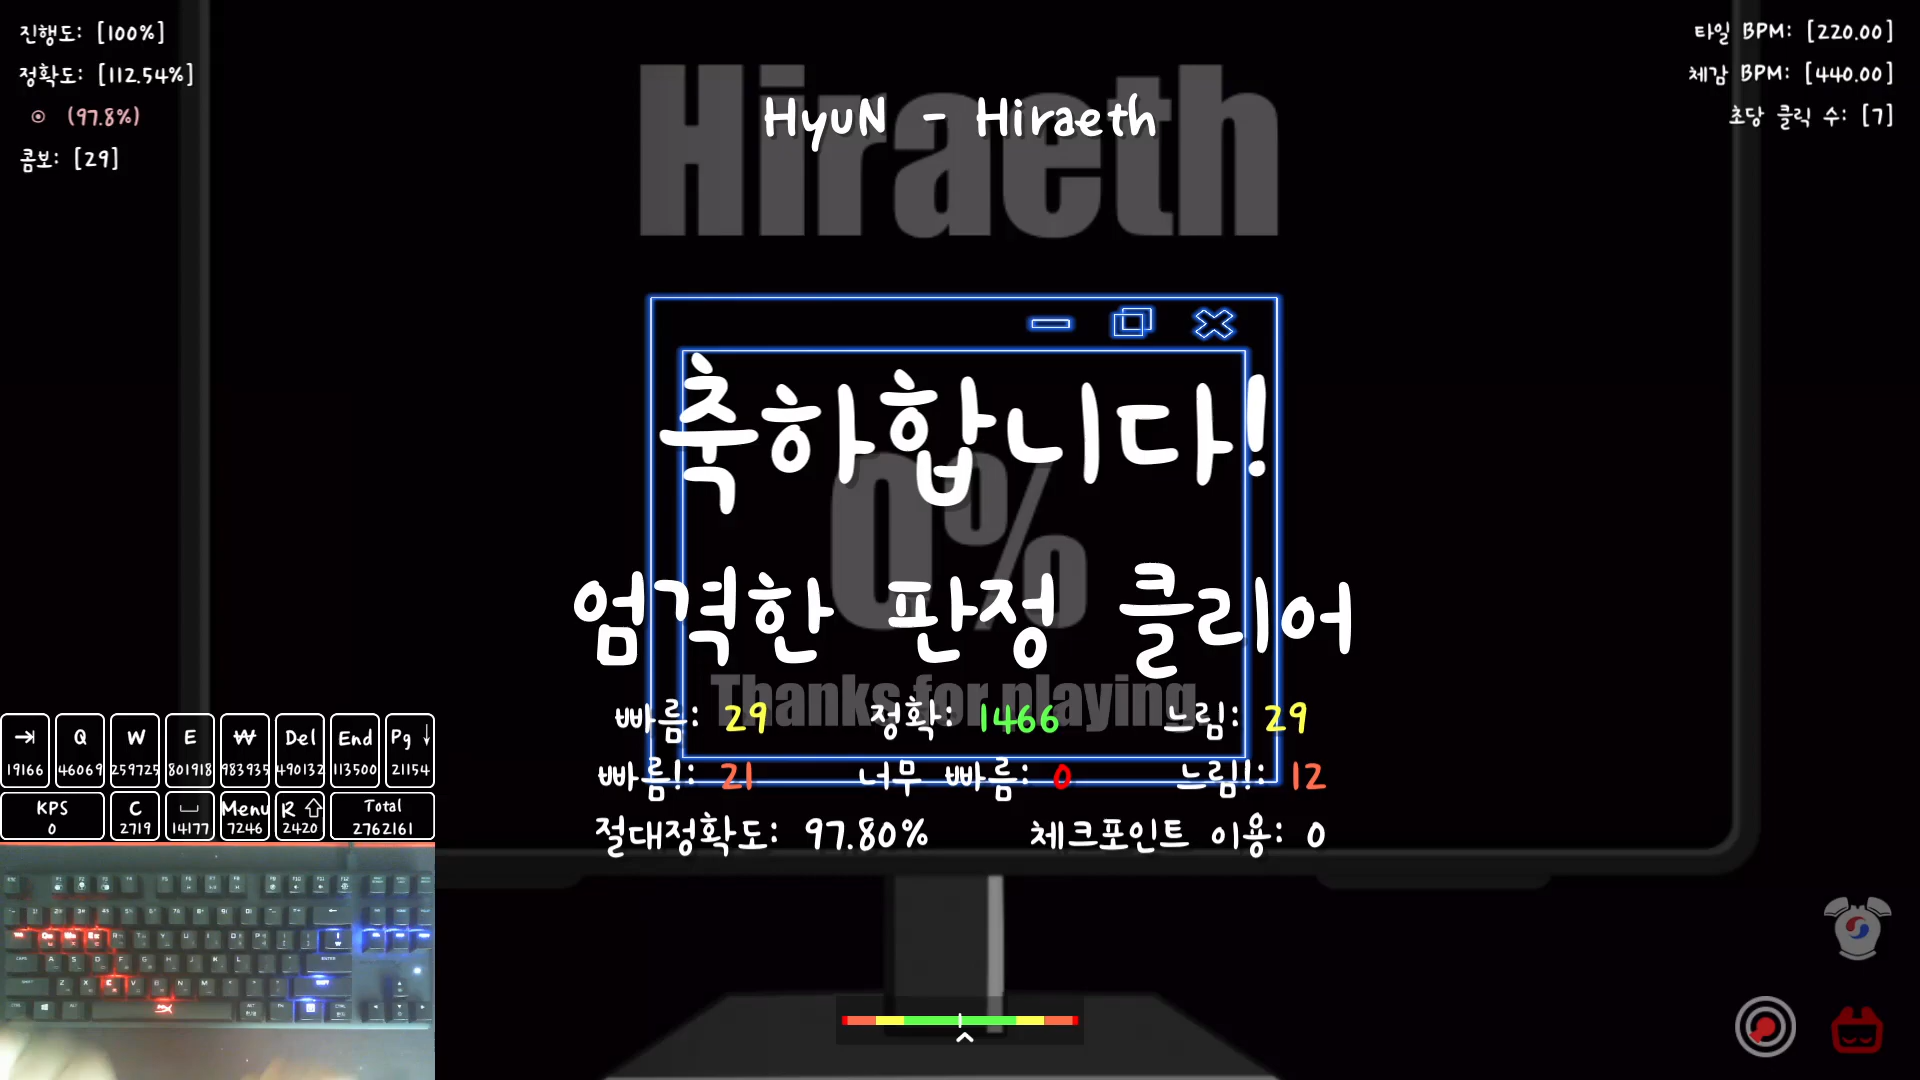 진행도: [100%]
정확도: [112.54%]
(97.8%)
콤보: [29]
타일 BPM: [220.00]
체감 BPM: [440.00]
초당 클릭 수: [7]
Hiraeth
HyuN - Hiraeth
축하합니다!
0%
엄격한 판정 클리어
Thanks for playing.
빠름: 29 정확: 1466 느림: 29
빠름!: 21 너무 빠름: 0 느림!: 12
절대정확도: 97.80% 체크포인트 이용: 0
Q W E ₩ Del End Pg ↓
19166 46069 259725 801918 983935 490132 113500 21154
KPS C Menu R Total
0 2719 14177 7246 2420 2762161